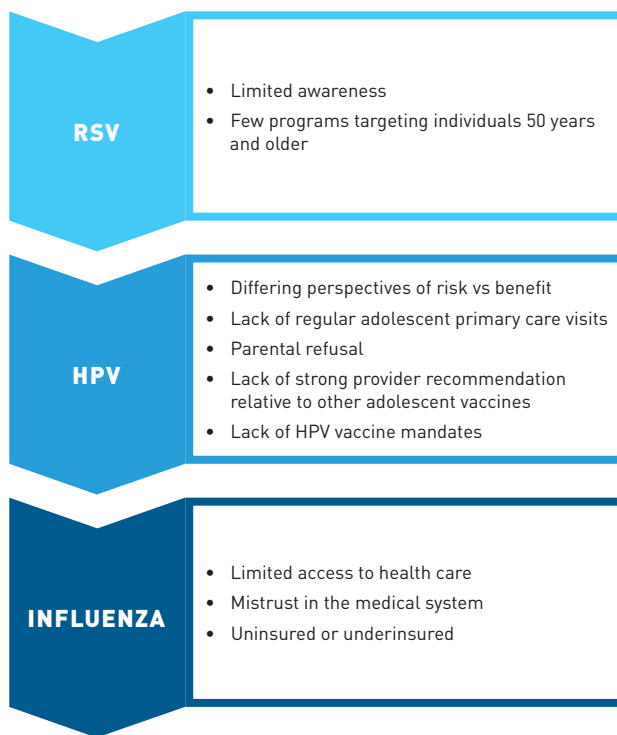 RSV
• Limited awareness
• Few programs targeting individuals 50 years
and older
HPV
• Differing perspectives of risk vs benefit
• Lack of regular adolescent primary care visits
• Parental refusal
• Lack of strong provider recommendation
relative to other adolescent vaccines
• Lack of HPV vaccine mandates
INFLUENZA
• Limited access to health care
• Mistrust in the medical system
• Uninsured or underinsured